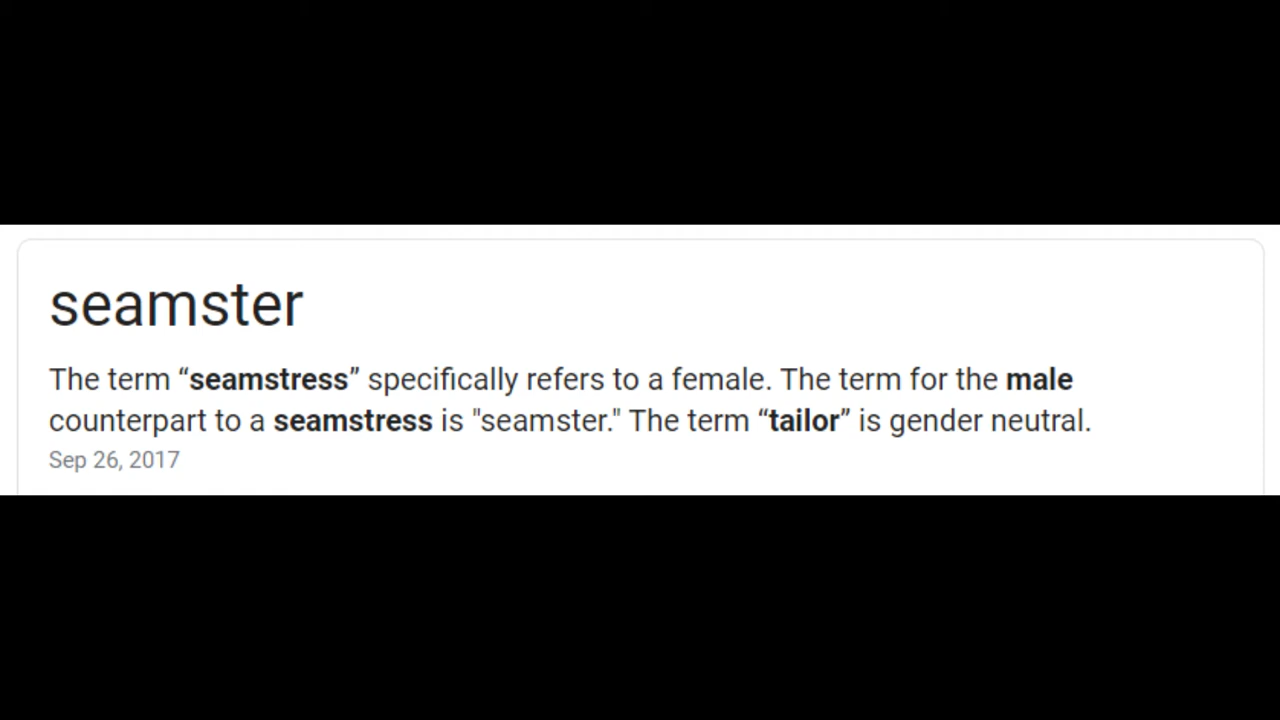 seamster
The term “seamstress” specifically refers to a female. The term for the male
counterpart to a seamstress is "seamster." The term “tailor” is gender neutral.
Sep 26, 2017